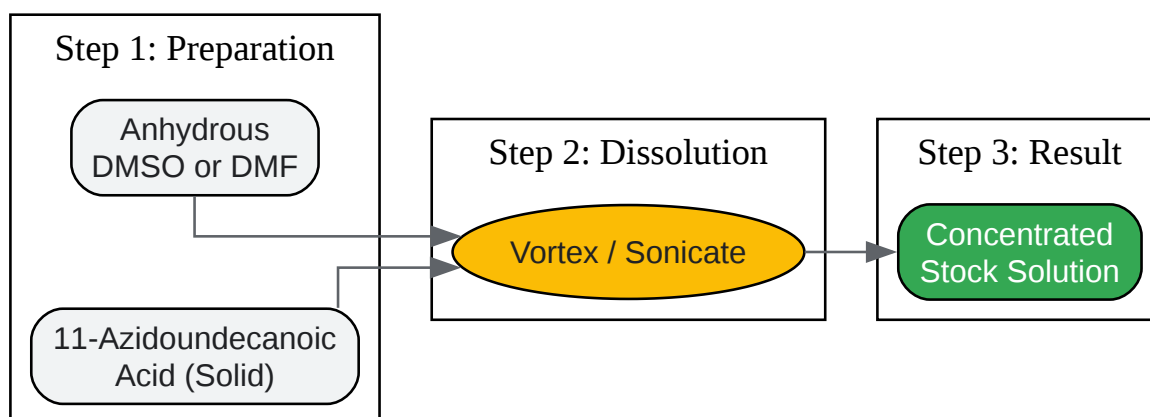 Step 1: Preparation
Anhydrous
DMSO or DMF
11-Azidoundecanoic
Acid (Solid)
Step 2: Dissolution
Vortex / Sonicate
Step 3: Result
Concentrated
Stock Solution